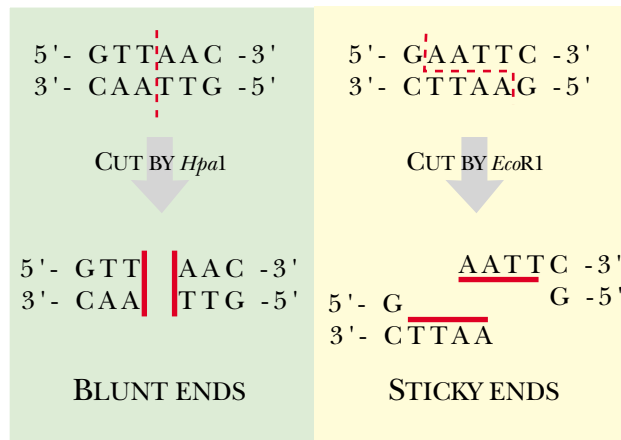 5'- GTTAAC -3'
3'- CAATTG -5'
CUT BY Hpa1
5'- GTT AAC -3'
3'- CAA TTG -5'
BLUNT ENDS
5'- GAATTC -3'
3'- CTTAAG -5'
CUT BY EcoR1
AATTC -3'
G -5'
5'- G
3'- CTTAA
STICKY ENDS